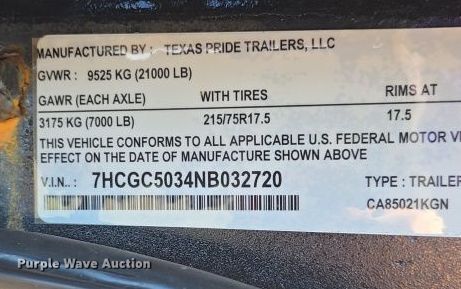 MANUFACTURED BY : TEXAS PRIDE TRAILERS, LLC
GVWR : 9525 KG (21000 LB)
GAWR (EACH AXLE) WITH TIRES RIMS AT
3175 KG (7000 LB) 215/75R17.5 17.5
THIS VEHICLE CONFORMS TO ALL APPLICABLE U.S. FEDERAL MOTOR VE
EFFECT ON THE DATE OF MANUFACTURE SHOWN ABOVE
V.I.N.. : 7HCGC5034NB032720 TYPE : TRAILER
CA85021KGN
Purple Wave Auction